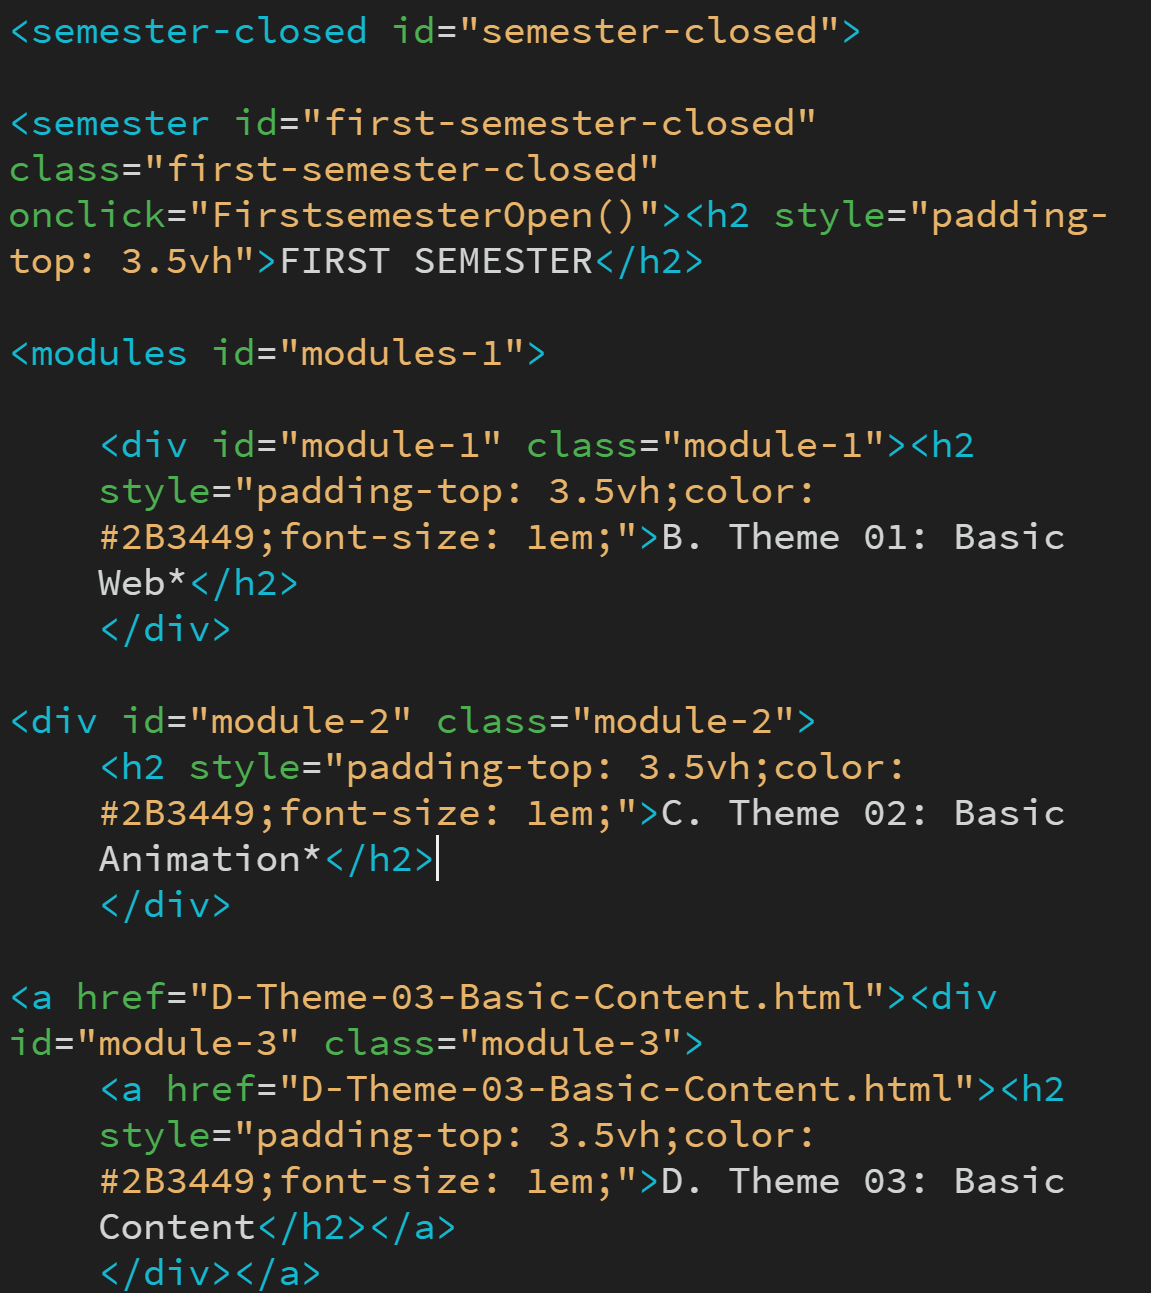 <semester-closed id="semester-closed">
<semester id="first-semester-closed"
class="first-semester-closed"
onclick="FirstsemesterOpen()"><h2 style="padding-
top: 3.5vh">FIRST SEMESTER</h2>
<modules id="modules-1">
<div id="module-1" class="module-1"><h2
style="padding-top: 3.5vh;color:
#2B3449;font-size: 1em;">B. Theme 01: Basic
Web*</h2>
</div>
<div id="module-2" class="module-2">
<h2 style="padding-top: 3.5vh;color:
#2B3449;font-size: 1em;">C. Theme 02: Basic
Animation*</h2>
</div>
<a href="D-Theme-03-Basic-Content.html"><div
id="module-3" class="module-3">
<a href="D-Theme-03-Basic-Content.html"><h2
style="padding-top: 3.5vh;color:
#2B3449;font-size: 1em;">D. Theme 03: Basic
Content</h2></a>
</div></a>